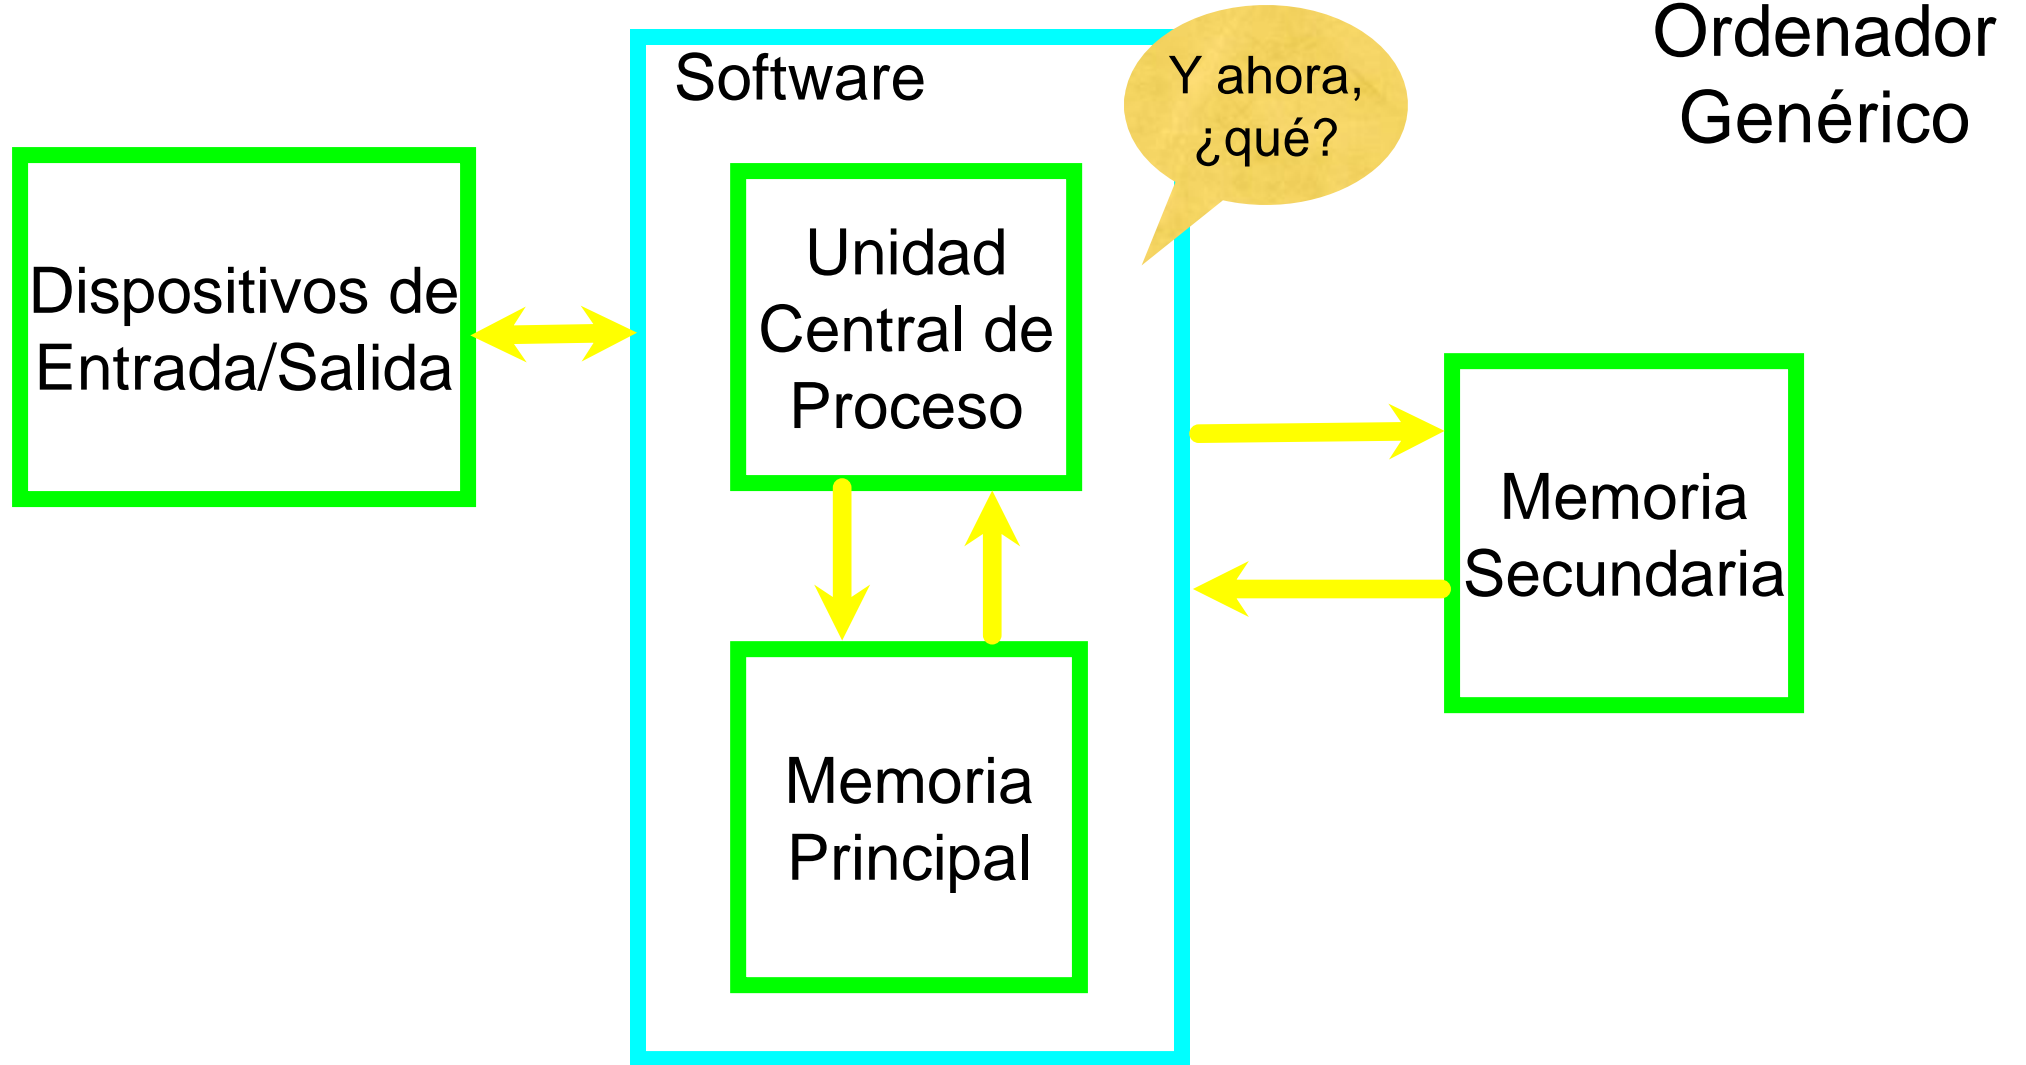 Ordenador
Genérico
Software
Y ahora,
¿qué?
Dispositivos de
Entrada/Salida
Unidad
Central de
Proceso
Memoria
Secundaria
Memoria
Principal